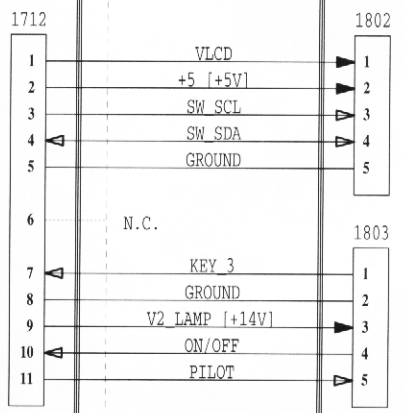 1712
1802
1 VLCD 1
2 +5 [+5V] 2
3 SW_SCL 3
4 SW_SDA 4
5 GROUND 5
6 N.C.
1803
7 KEY_3 1
8 GROUND 2
9 V2_LAMP [+14V] 3
10 ON/OFF 4
11 PILOT 5